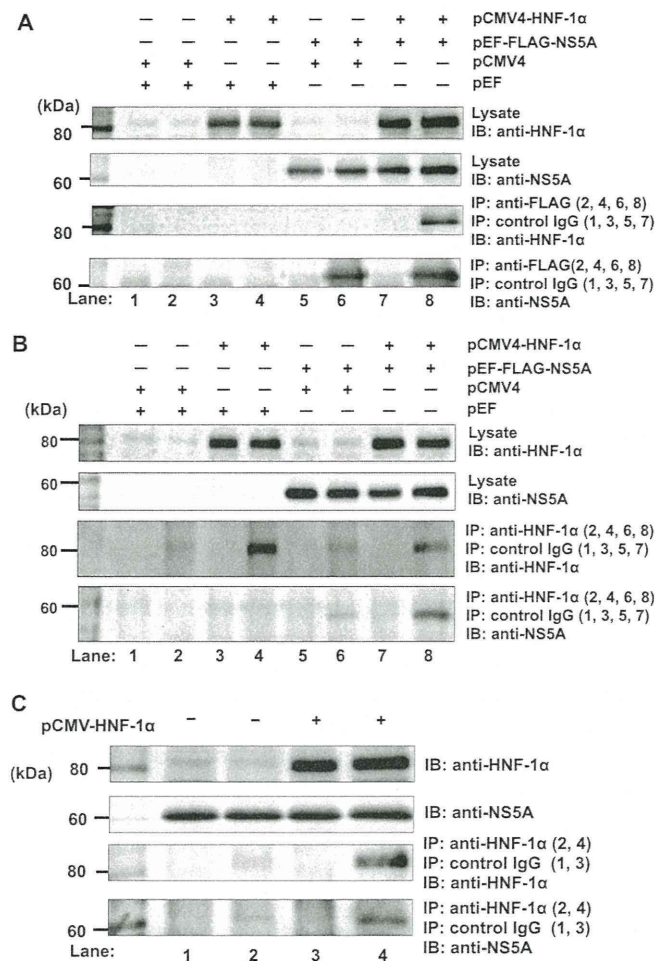 A
− − + + − − + + pCMV4-HNF-1α
− − − − + + + + pEF-FLAG-NS5A
+ + − − + + − − pCMV4
+ + + + − − − − pEF
(kDa)
80
Lysate
IB: anti-HNF-1α
60
Lysate
IB: anti-NS5A
80
IP: anti-FLAG (2, 4, 6, 8)
IP: control IgG (1, 3, 5, 7)
IB: anti-HNF-1α
60
IP: anti-FLAG(2, 4, 6, 8)
IP: control IgG (1, 3, 5, 7)
IB: anti-NS5A
Lane: 1 2 3 4 5 6 7 8
B
− − + + − − + + pCMV4-HNF-1α
− − − − + + + + pEF-FLAG-NS5A
+ + − − + + − − pCMV4
+ + + + − − − − pEF
(kDa)
80
Lysate
IB: anti-HNF-1α
60
Lysate
IB: anti-NS5A
80
IP: anti-HNF-1α (2, 4, 6, 8)
IP: control IgG (1, 3, 5, 7)
IB: anti-HNF-1α
60
IP: anti-HNF-1α (2, 4, 6, 8)
IP: control IgG (1, 3, 5, 7)
IB: anti-NS5A
Lane: 1 2 3 4 5 6 7 8
C
pCMV-HNF-1α − − + +
(kDa)
80
IB: anti-HNF-1α
60
IB: anti-NS5A
80
IP: anti-HNF-1α (2, 4)
IP: control IgG (1, 3)
IB: anti-HNF-1α
60
IP: anti-HNF-1α (2, 4)
IP: control IgG (1, 3)
IB: anti-NS5A
Lane: 1 2 3 4